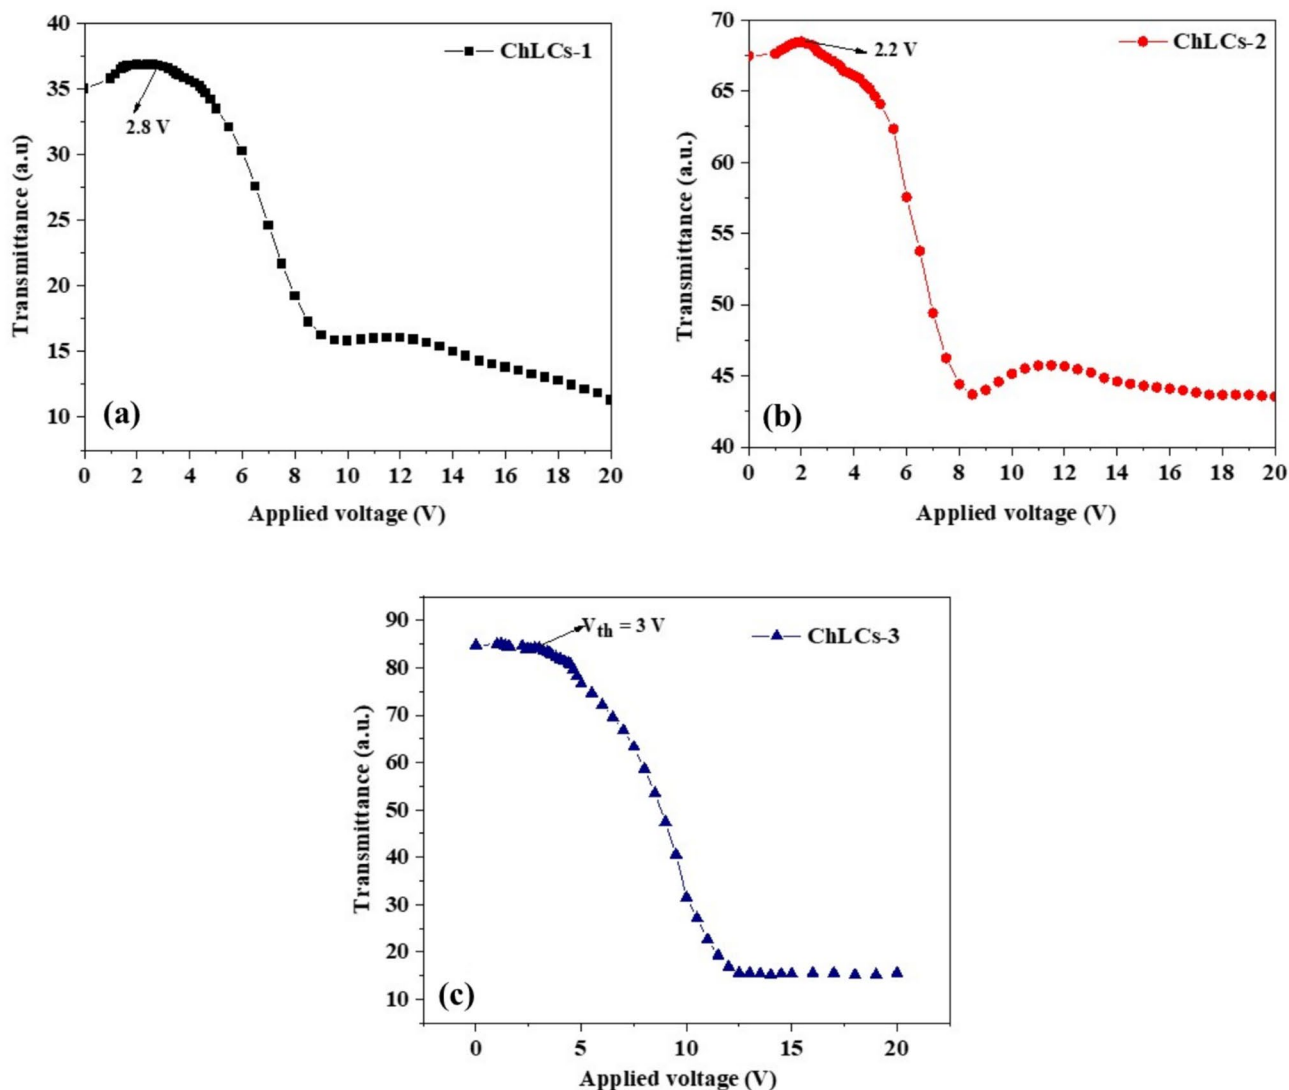 40
35
30
25
20
15
10
Transmittance (a.u)
ChLCs-1
2.8 V
(a)
0 2 4 6 8 10 12 14 16 18 20
Applied voltage (V)
70
65
60
55
50
45
40
Transmittance (a.u.)
ChLCs-2
2.2 V
(b)
0 2 4 6 8 10 12 14 16 18 20
Applied voltage (V)
90
80
70
60
50
40
30
20
10
Transmittance (a.u.)
Vth = 3 V
ChLCs-3
(c)
0 5 10 15 20
Applied voltage (V)